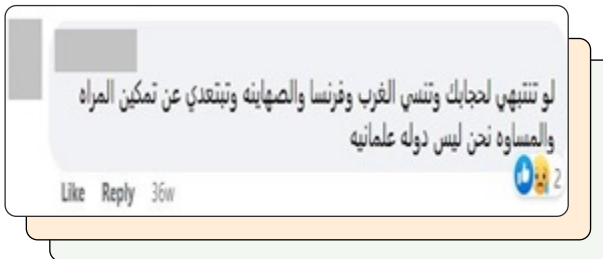 لو تنتبهي لحجابك وتنسي الغرب وفرنسا والصهاينه وتبتعدي عن تمكين المراه
والمساوه نحن ليس دوله علمانيه
2
Like Reply 36w